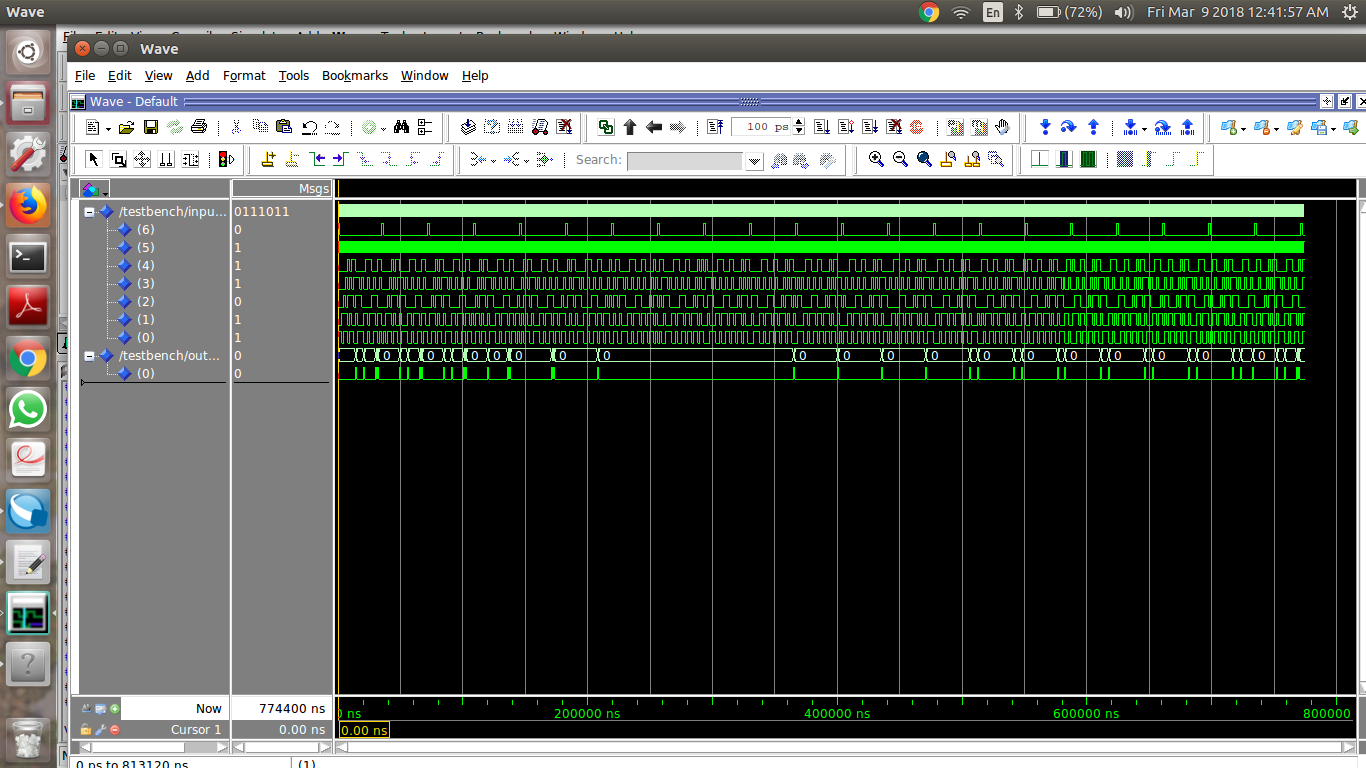 Wave
En
(72%)
Fri Mar 9 2018 12:41:57 AM
Wave
File Edit View Add Format Tools Bookmarks Window Help
Wave - Default
100 ps
Search:
Msgs
/testbench/inpu... 0111011
(6) 0
(5) 1
(4) 1
(3) 1
(2) 0
(1) 1
(0) 1
/testbench/out... 0
0 0 0 0 0 0 0 0 0 0 0 0 0 0 0 0 0 0
(0) 0
Now 774400 ns
ns 200000 ns 400000 ns 600000 ns 800000
Cursor 1 0.00 ns
0.00 ns
0 ps to 813120 ns (1)